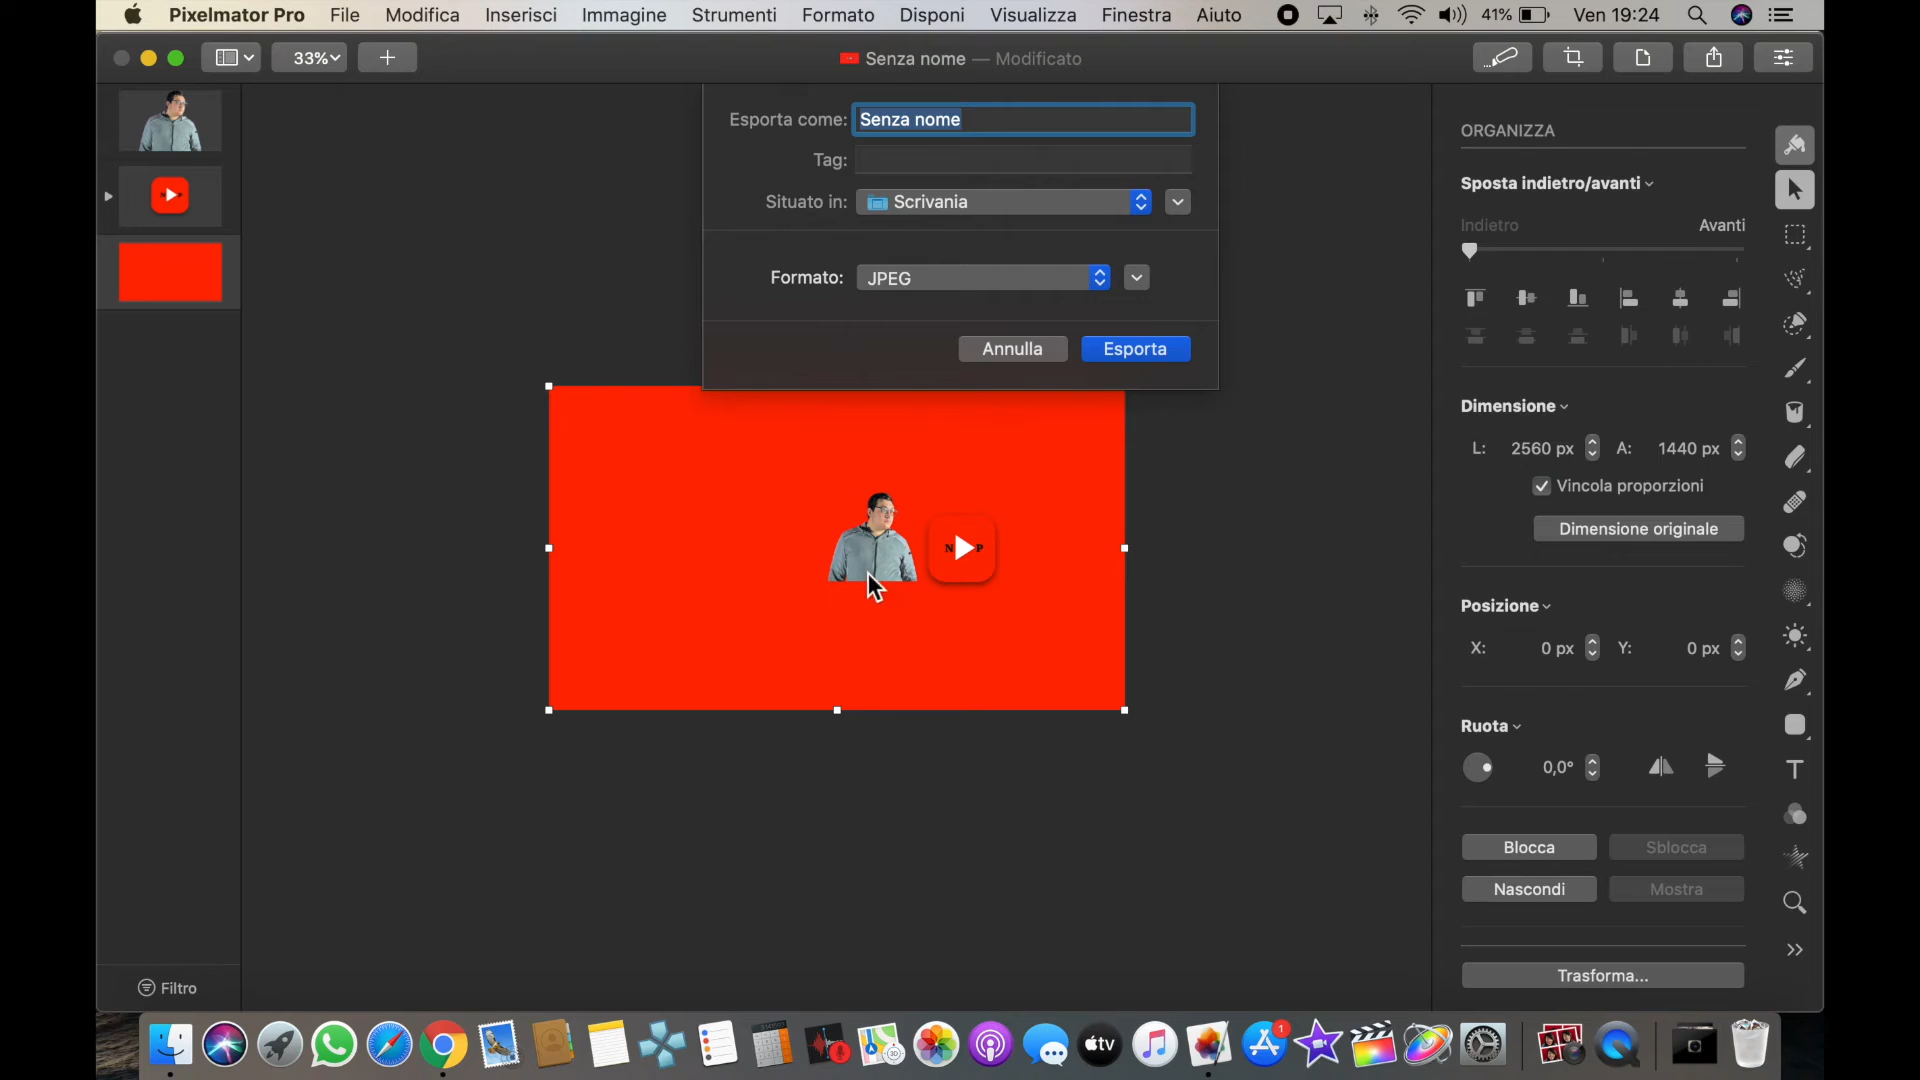 Pixelmator Pro File Modifica Inserisci Immagine Strumenti Formato Disponi Visualizza Finestra Aiuto 41% Ven 19:24
33% Senza nome — Modificato
Esporta come: Senza nome
Tag:
Situato in: Scrivania
Formato: JPEG
Annulla Esporta
N P
ORGANIZZA
Sposta indietro/avanti
Indietro Avanti
Dimensione
L: 2560 px A: 1440 px
Vincola proporzioni
Dimensione originale
Posizione
X: 0 px Y: 0 px
Ruota
0,0°
Blocca Sblocca
Nascondi Mostra
Trasforma...
Filtro
tv
1